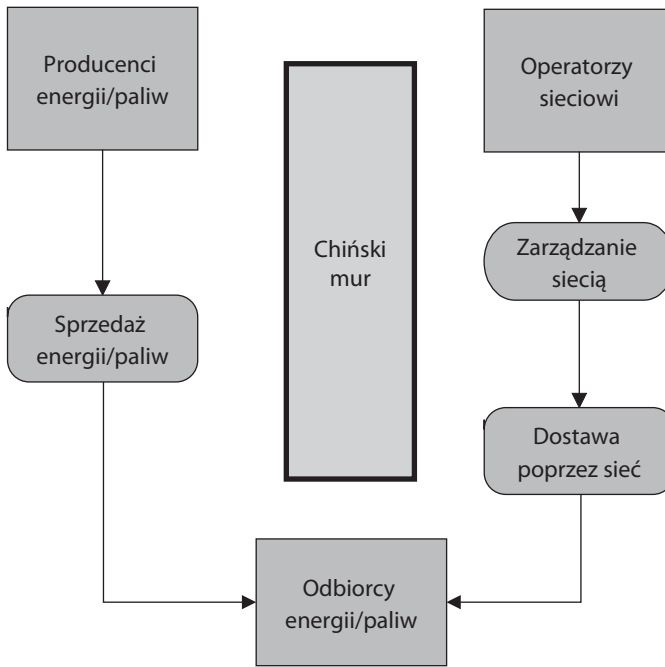 Producenci
energii/paliw
Operatorzy
sieciowi
Chiński
mur
Zarządzanie
siecią
Sprzedaż
energii/paliw
Dostawa
poprzez sieć
Odbiorcy
energii/paliw